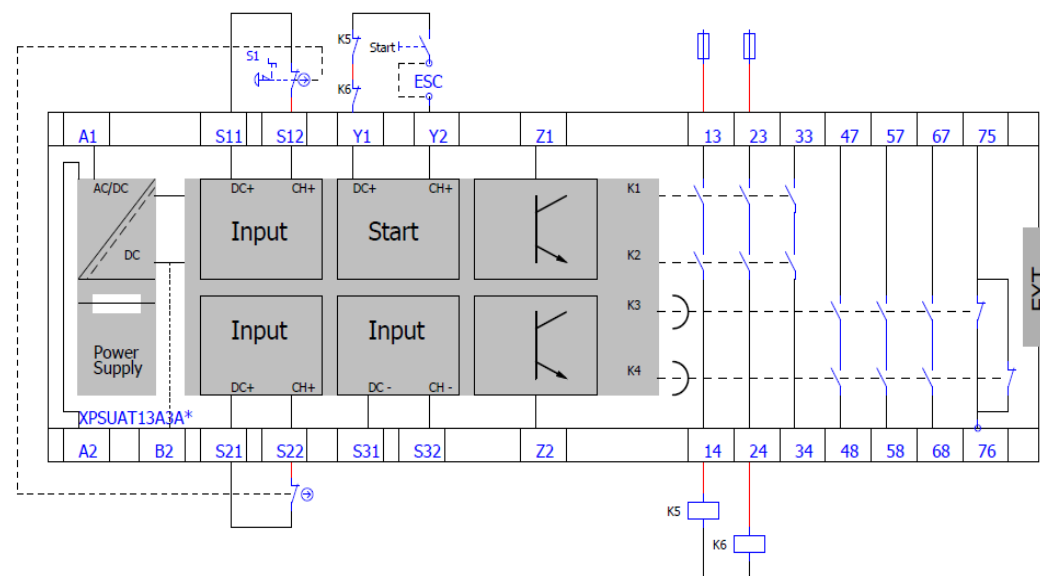 K5
Start
S1
ESC
K6
A1
S11
S12
Y1
Y2
Z1
13
23
33
47
57
67
75
AC/DC
DC+
CH+
DC+
CH+
K1
Input
Start
DC
K2
K3
EXT
Input
Input
Power
Supply
K4
DC+
CH+
DC -
CH -
XPSUAT13A3A*
A2
B2
S21
S22
S31
S32
Z2
14
24
34
48
58
68
76
K5
K6